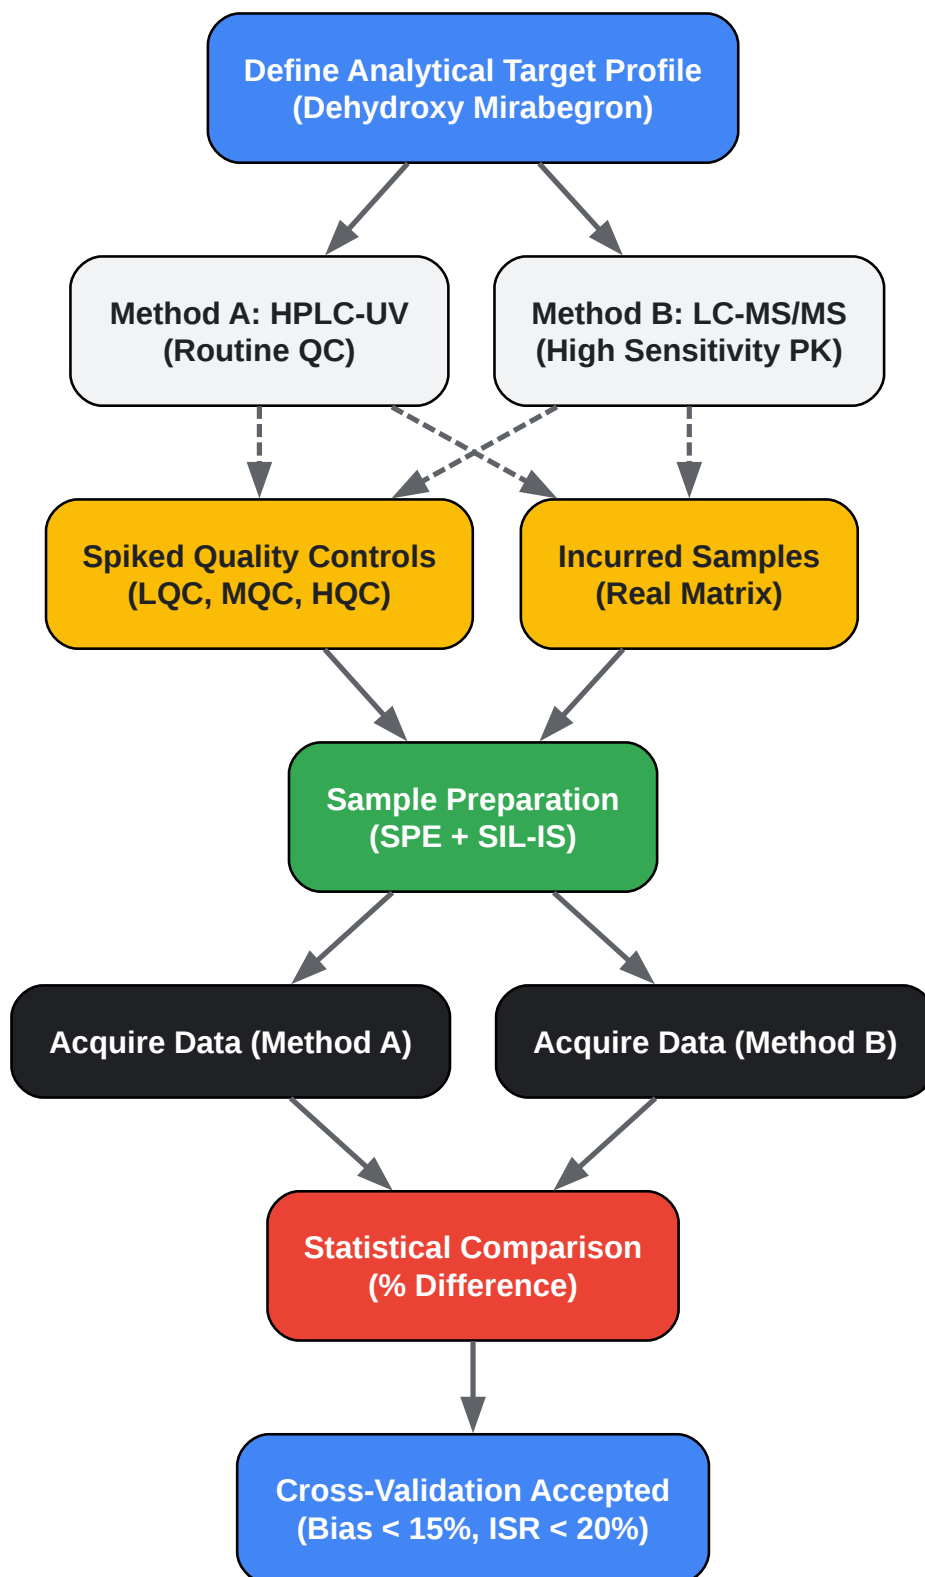 Define Analytical Target Profile
(Dehydroxy Mirabegron)
Method A: HPLC-UV
(Routine QC)
Method B: LC-MS/MS
(High Sensitivity PK)
Spiked Quality Controls
(LQC, MQC, HQC)
Incurred Samples
(Real Matrix)
Sample Preparation
(SPE + SIL-IS)
Acquire Data (Method A)
Acquire Data (Method B)
Statistical Comparison
(% Difference)
Cross-Validation Accepted
(Bias < 15%, ISR < 20%)